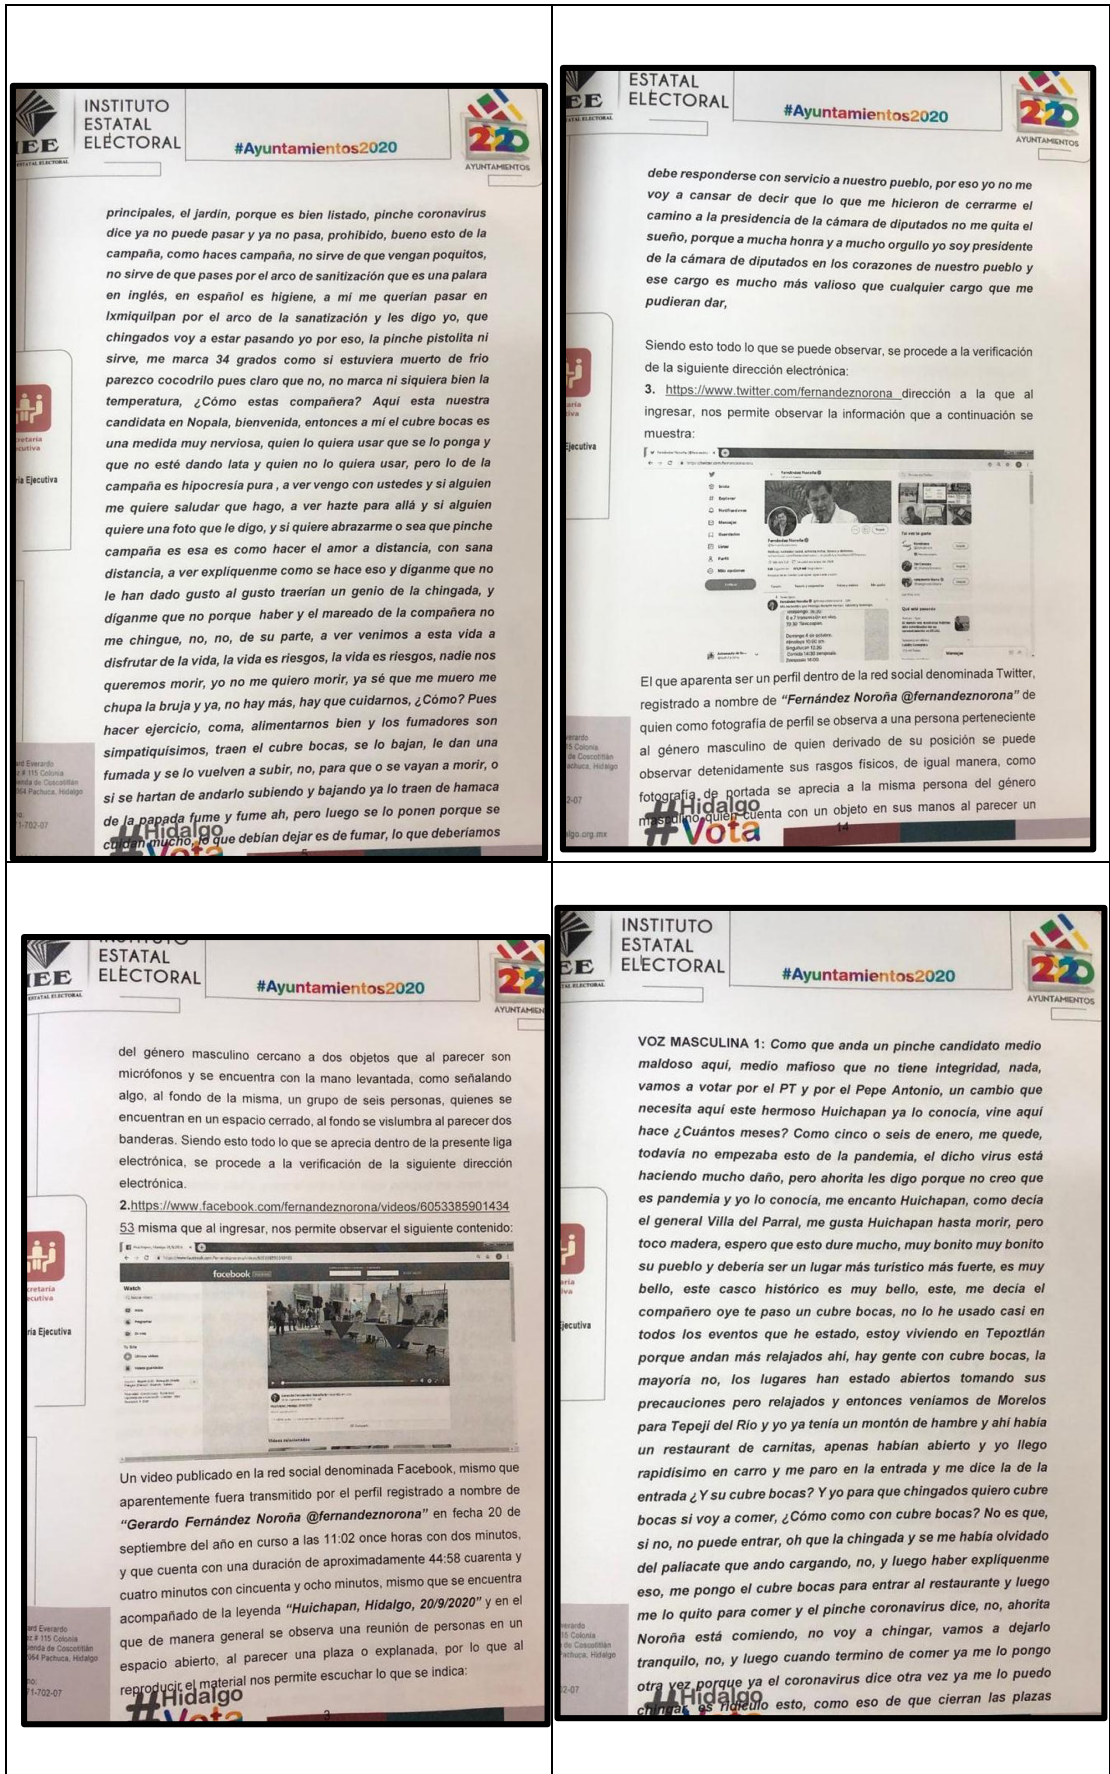 INSTITUTO
ESTATAL
ELECTORAL
IEE
ESTATAL ELECTORAL
#Ayuntamientos2020
AYUNTAMIENTOS
principales, el jardín, porque es bien listado, pinche coronavirus
dice ya no puede pasar y ya no pasa, prohibido, bueno esto de la
campaña, como haces campaña, no sirve de que vengan poquitos,
no sirve de que pases por el arco de sanitización que es una palara
en inglés, en español es higiene, a mí me querían pasar en
Ixmiquilpan por el arco de la sanatización y les digo yo, que
chingados voy a estar pasando yo por eso, la pinche pistolita ni
sirve, me marca 34 grados como si estuviera muerto de frio
parezco cocodrilo pues claro que no, no marca ni siquiera bien la
temperatura, ¿Cómo estas compañera? Aquí esta nuestra
candidata en Nopala, bienvenida, entonces a mí el cubre bocas es
una medida muy nerviosa, quien lo quiera usar que se lo ponga y
que no esté dando lata y quien no lo quiera usar, pero lo de la
campaña es hipocresía pura , a ver vengo con ustedes y si alguien
me quiere saludar que hago, a ver hazte para allá y si alguien
quiere una foto que le digo, y si quiere abrazarme o sea que pinche
campaña es esa es como hacer el amor a distancia, con sana
distancia, a ver expliquenme como se hace eso y díganme que no
le han dado gusto al gusto traerían un genio de la chingada, y
díganme que no porque haber y el mareado de la compañera no
me chingue, no, no, de su parte, a ver venimos a esta vida a
disfrutar de la vida, la vida es riesgos, la vida es riesgos, nadie nos
queremos morir, yo no me quiero morir, ya sé que me muero me
chupa la bruja y ya, no hay más, hay que cuidarnos, ¿Cómo? Pues
hacer ejercicio, coma, alimentarnos bien y los fumadores son
simpatiquísimos, traen el cubre bocas, se lo bajan, le dan una
fumada y se lo vuelven a subir, no, para que o se vayan a morir, o
si se hartan de andarlo subiendo y bajando ya lo traen de hamaca
de la papada fume y fume ah, pero luego se lo ponen porque se
cuidan mucho, lo que debían dejar es de fumar, lo que deberíamos
#Hidalgo
Vota
5
ESTATAL
ELECTORAL
#Ayuntamientos2020
AYUNTAMIENTOS
debe responderse con servicio a nuestro pueblo, por eso yo no me
voy a cansar de decir que lo que me hicieron de cerrarme el
camino a la presidencia de la cámara de diputados no me quita el
sueño, porque a mucha honra y a mucho orgullo yo soy presidente
de la cámara de diputados en los corazones de nuestro pueblo y
ese cargo es mucho más valioso que cualquier cargo que me
pudieran dar,
Siendo esto todo lo que se puede observar, se procede a la verificación
de la siguiente dirección electrónica:
3. https://www.twitter.com/fernandeznorona dirección a la que al
ingresar, nos permite observar la información que a continuación se
muestra:
El que aparenta ser un perfil dentro de la red social denominada Twitter,
registrado a nombre de "Fernández Noroña @fernandeznorona" de
quien como fotografía de perfil se observa a una persona perteneciente
al género masculino de quien derivado de su posición se puede
observar detenidamente sus rasgos físicos, de igual manera, como
fotografía de portada se aprecia a la misma persona del género
masculino quien cuenta con un objeto en sus manos al parecer un
#Hidalgo
Vota
14
ESTATAL
ELECTORAL
IEE
#Ayuntamientos2020
del género masculino cercano a dos objetos que al parecer son
micrófonos y se encuentra con la mano levantada, como señalando
algo, al fondo de la misma, un grupo de seis personas, quienes se
encuentran en un espacio cerrado, al fondo se vislumbra al parecer dos
banderas. Siendo esto todo lo que se aprecia dentro de la presente liga
electrónica, se procede a la verificación de la siguiente dirección
electrónica.
2.https://www.facebook.com/fernandeznorona/videos/6053385901434
53 misma que al ingresar, nos permite observar el siguiente contenido:
facebook
Watch
Un video publicado en la red social denominada Facebook, mismo que
aparentemente fuera transmitido por el perfil registrado a nombre de
"Gerardo Fernández Noroña @fernandeznorona" en fecha 20 de
septiembre del año en curso a las 11:02 once horas con dos minutos,
y que cuenta con una duración de aproximadamente 44:58 cuarenta y
cuatro minutos con cincuenta y ocho minutos, mismo que se encuentra
acompañado de la leyenda "Huichapan, Hidalgo, 20/9/2020" y en el
que de manera general se observa una reunión de personas en un
espacio abierto, al parecer una plaza o explanada, por lo que al
reproducir el material nos permite escuchar lo que se indica:
#Hidalgo
Vota
3
INSTITUTO
ESTATAL
ELECTORAL
#Ayuntamientos2020
AYUNTAMIENTOS
VOZ MASCULINA 1: Como que anda un pinche candidato medio
maldoso aquí, medio mafioso que no tiene integridad, nada,
vamos a votar por el PT y por el Pepe Antonio, un cambio que
necesita aquí este hermoso Huichapan ya lo conocía, vine aquí
hace ¿Cuántos meses? Como cinco o seis de enero, me quede,
todavía no empezaba esto de la pandemia, el dicho virus está
haciendo mucho daño, pero ahorita les digo porque no creo que
es pandemia y yo lo conocía, me encanto Huichapan, como decía
el general Villa del Parral, me gusta Huichapan hasta morir, pero
toco madera, espero que esto dure mucho, muy bonito muy bonito
su pueblo y debería ser un lugar más turístico más fuerte, es muy
bello, este casco histórico es muy bello, este, me decía el
compañero oye te paso un cubre bocas, no lo he usado casi en
todos los eventos que he estado, estoy viviendo en Tepoztlán
porque andan más relajados ahí, hay gente con cubre bocas, la
mayoría no, los lugares han estado abiertos tomando sus
precauciones pero relajados y entonces veníamos de Morelos
para Tepeji del Río y yo ya tenía un montón de hambre y ahí había
un restaurant de carnitas, apenas habían abierto y yo llego
rapidísimo en carro y me paro en la entrada y me dice la de la
entrada ¿Y su cubre bocas? Y yo para que chingados quiero cubre
bocas si voy a comer, ¿Cómo como con cubre bocas? No es que,
si no, no puede entrar, oh que la chingada y se me había olvidado
del paliacate que ando cargando, no, y luego haber expliquenme
eso, me pongo el cubre bocas para entrar al restaurante y luego
me lo quito para comer y el pinche coronavirus dice, no, ahorita
Noroña está comiendo, no voy a chingar, vamos a dejarlo
tranquilo, no, y luego cuando termino de comer ya me lo pongo
otra vez porque ya el coronavirus dice otra vez ya me lo puedo
chingar, es ridículo esto, como eso de que cierran las plazas
#Hidalgo